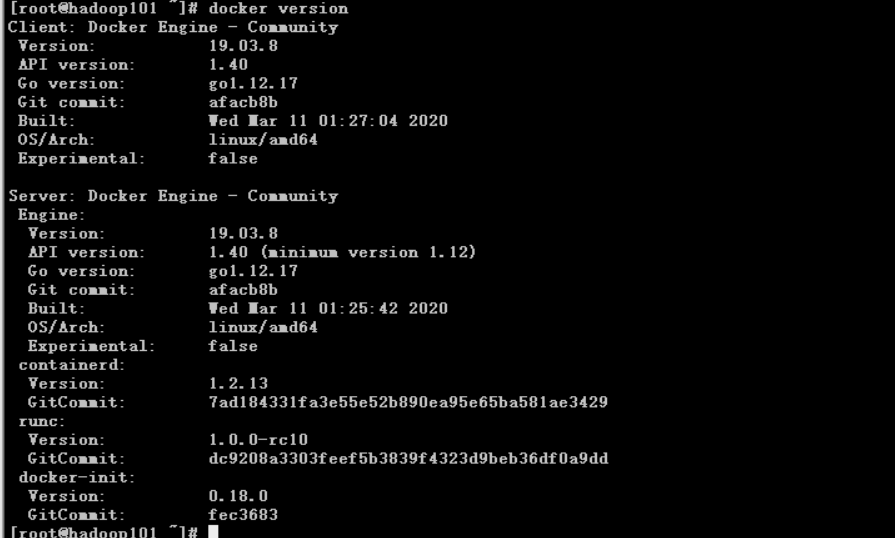 [root@hadoop101 ~]# docker version
Client: Docker Engine - Community
Version: 19.03.8
API version: 1.40
Go version: go1.12.17
Git commit: afacb8b
Built: Wed Mar 11 01:27:04 2020
OS/Arch: linux/amd64
Experimental: false
Server: Docker Engine - Community
Engine:
Version: 19.03.8
API version: 1.40 (minimum version 1.12)
Go version: go1.12.17
Git commit: afacb8b
Built: Wed Mar 11 01:25:42 2020
OS/Arch: linux/amd64
Experimental: false
containerd:
Version: 1.2.13
GitCommit: 7ad184331fa3e55e52b890ea95e65ba581ae3429
runc:
Version: 1.0.0-rc10
GitCommit: dc9208a3303feef5b3839f4323d9beb36df0a9dd
docker-init:
Version: 0.18.0
GitCommit: fec3683
[root@hadoop101 ~]#